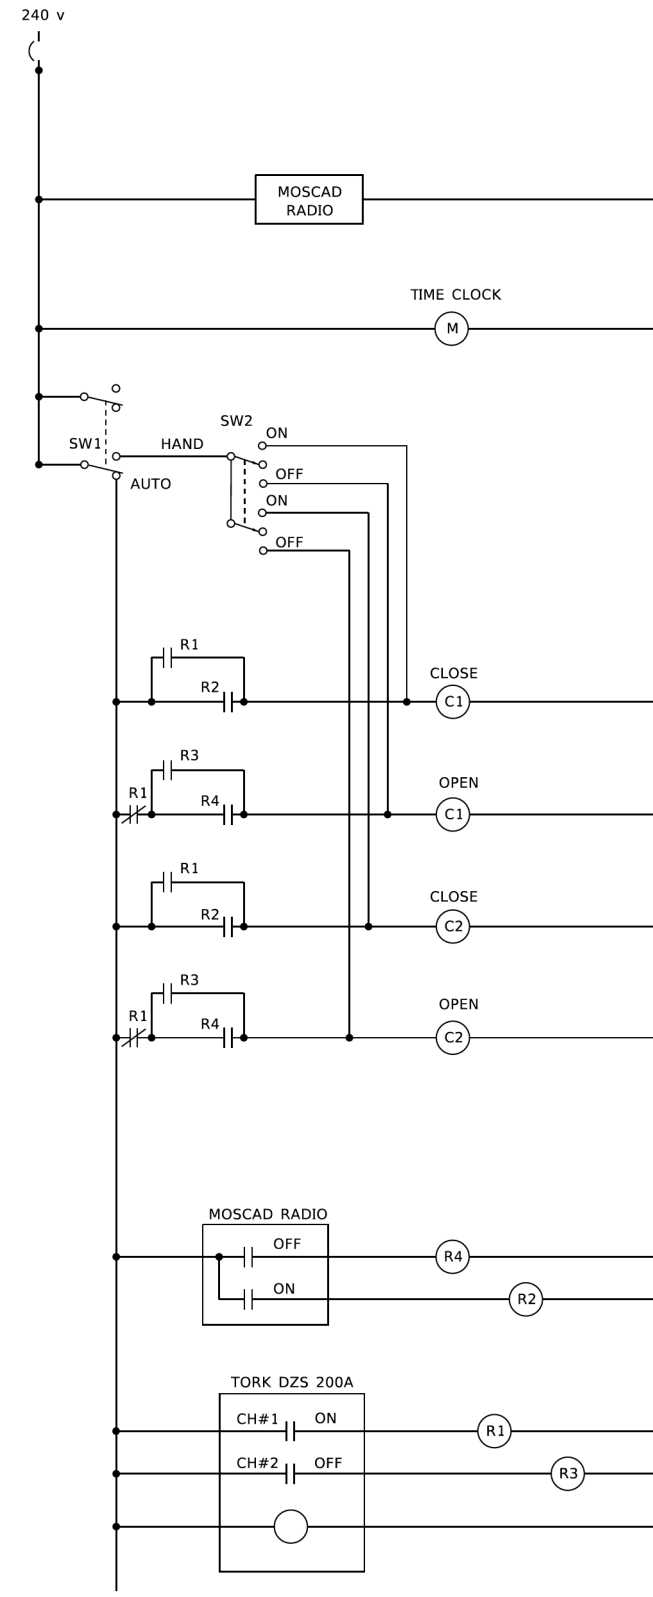 240 v
MOSCAD
RADIO
TIME CLOCK
M
SW2
ON
SW1
HAND
OFF
AUTO
ON
OFF
R1
CLOSE
R2
C1
R3
OPEN
R1
R4
C1
R1
CLOSE
R2
C2
R3
OPEN
R1
R4
C2
MOSCAD RADIO
OFF
R4
ON
R2
TORK DZS 200A
CH#1
ON
R1
CH#2
OFF
R3